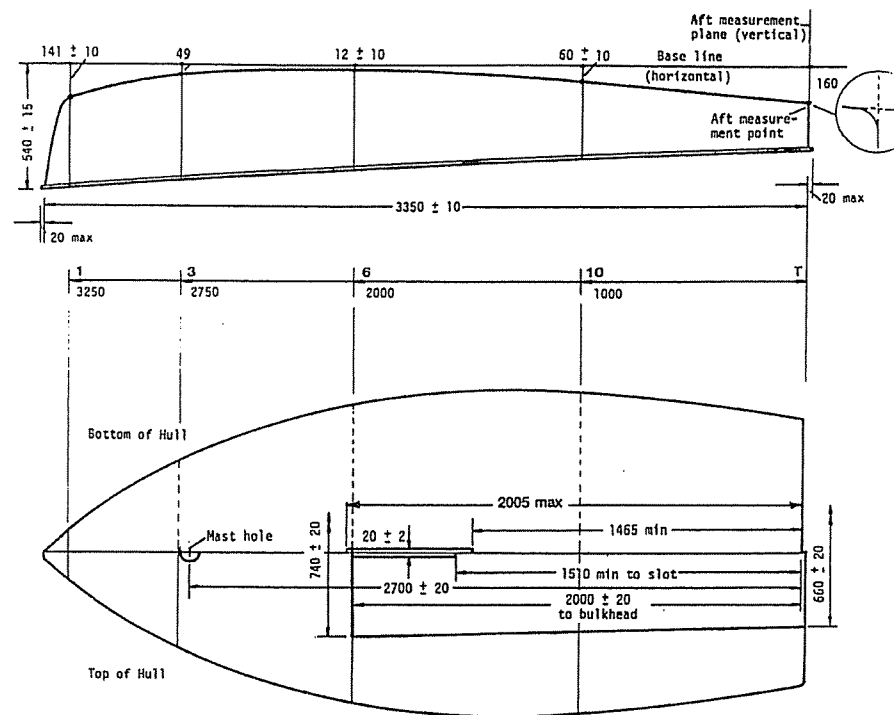 Aft measurement
plane (vertical)
141 ± 10
49
12 ± 10
60 ± 10
Base line
(horizontal)
160
540 ± 15
Aft measure-
ment point
3350 ± 10
20 max
20 max
1
3
6
10
T
3250
2750
2000
1000
Bottom of Hull
2005 max
Mast hole
20 ± 2
1465 min
740 ± 20
1510 min to slot
660 ± 20
2700 ± 20
2000 ± 20
to bulkhead
Top of Hull